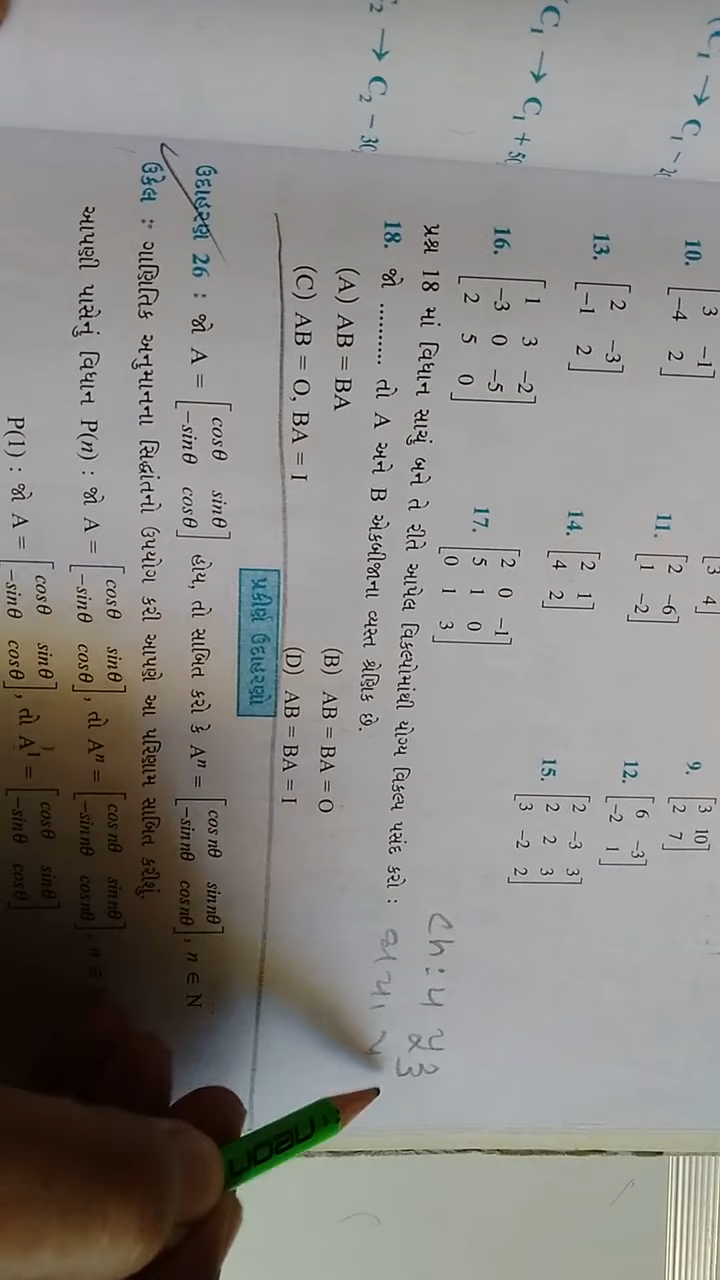 C₁ → C₁ – 2C
C₁ → C₁ + 5C
C₂ → C₂ – 3C
9. [3 10]
[2 7]
10. [3 –1]
[–4 2]
[3 4]
11. [2 –6]
[1 –2]
12. [6 –3]
[–2 1]
13. [2 –3]
[–1 2]
14. [2 1]
[4 2]
15. [2 –3 3]
[2 2 3]
[3 –2 2]
16. [1 3 –2]
[–3 0 –5]
[2 5 0]
17. [2 0 –1]
[5 1 0]
[0 1 3]
પ્રશ્ન 18 માં વિધાન સાચું બને તે રીતે આપેલ વિકલ્પોમાંથી યોગ્ય વિકલ્પ પસંદ કરો :
18. જો .......... તો A અને B એકબીજાના વ્યસ્ત શ્રેણિક છે.
(A) AB = BA (B) AB = BA = O
(C) AB = O, BA = I (D) AB = BA = I
Ch : 4
પ્રકીર્ણ ઉદાહરણો
ઉદાહરણ 26 : જો A = [cosθ sinθ] [–sinθ cosθ] હોય, તો સાબિત કરો કે Aⁿ = [cos nθ sin nθ] [–sin nθ cos nθ], n ∈ N
ઉકેલ : ગાણિતિક અનુમાનના સિદ્ધાંતનો ઉપયોગ કરી આપણે આ પરિણામ સાબિત કરીશું.
આપણી પાસેનું વિધાન P(n) : જો A = [cosθ sinθ] [–sinθ cosθ], તો Aⁿ = [cos nθ sin nθ] [–sin nθ cos nθ], n ∈
P(1) : જો A = [cosθ sinθ] [–sinθ cosθ], તો A¹ = [cosθ sinθ] [–sinθ cosθ]
neon